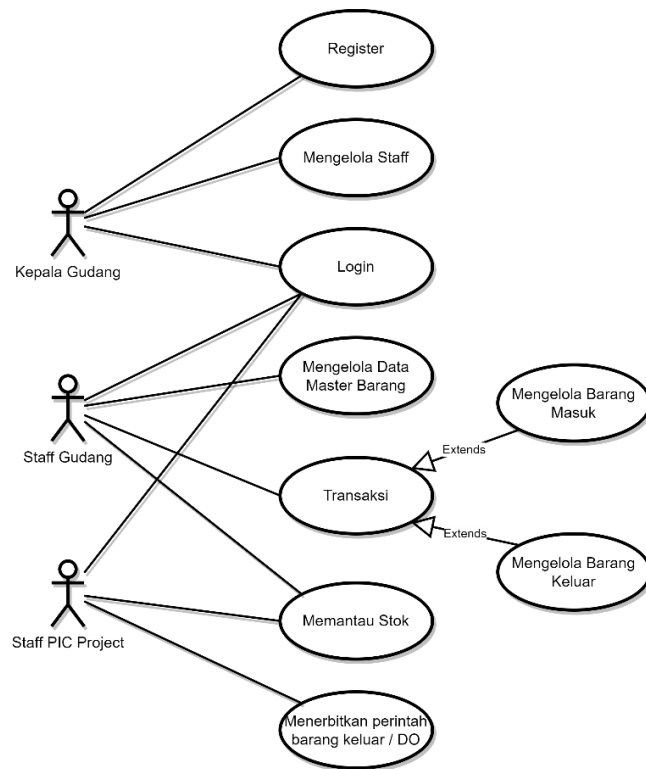 Register
Mengelola Staff
Kepala Gudang
Login
Mengelola Data
Master Barang
Staff Gudang
Mengelola Barang
Masuk
Extends
Transaksi
Extends
Mengelola Barang
Keluar
Memantau Stok
Staff PIC Project
Menerbitkan perintah
barang keluar / DO